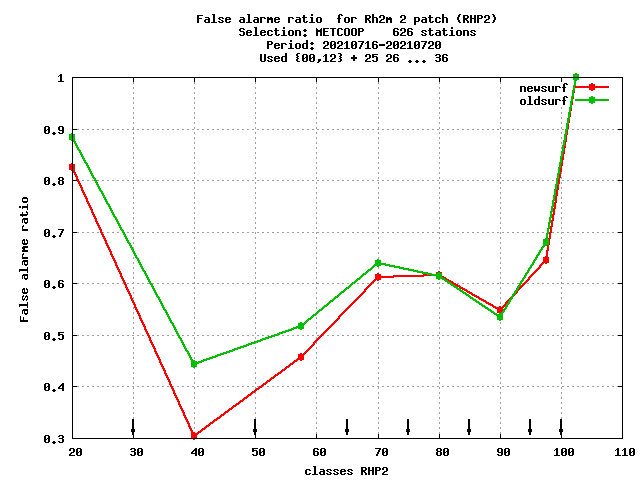 False alarme ratio  for Rh2m 2 patch (RHP2)
Selection: METCOOP    626 stations
Period: 20210716-20210720
Used {00,12} + 25 26 ... 36
newsurf
oldsurf
1
0.9
0.8
0.7
0.6
0.5
0.4
0.3
False alarme ratio
20 30 40 50 60 70 80 90 100 110
classes RHP2